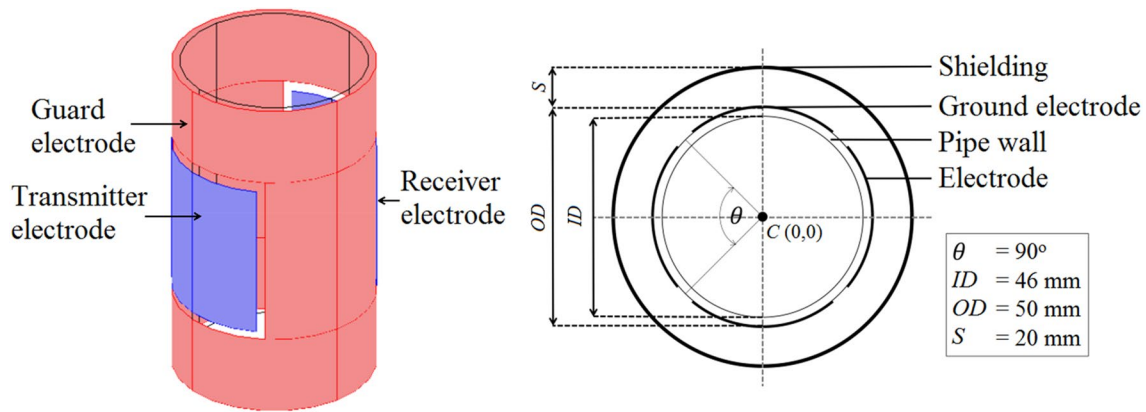 Guard
electrode
Transmitter
electrode
Receiver
electrode
S
OD
ID
θ
C (0,0)
Shielding
Ground electrode
Pipe wall
Electrode
θ = 90°
ID = 46 mm
OD = 50 mm
S = 20 mm